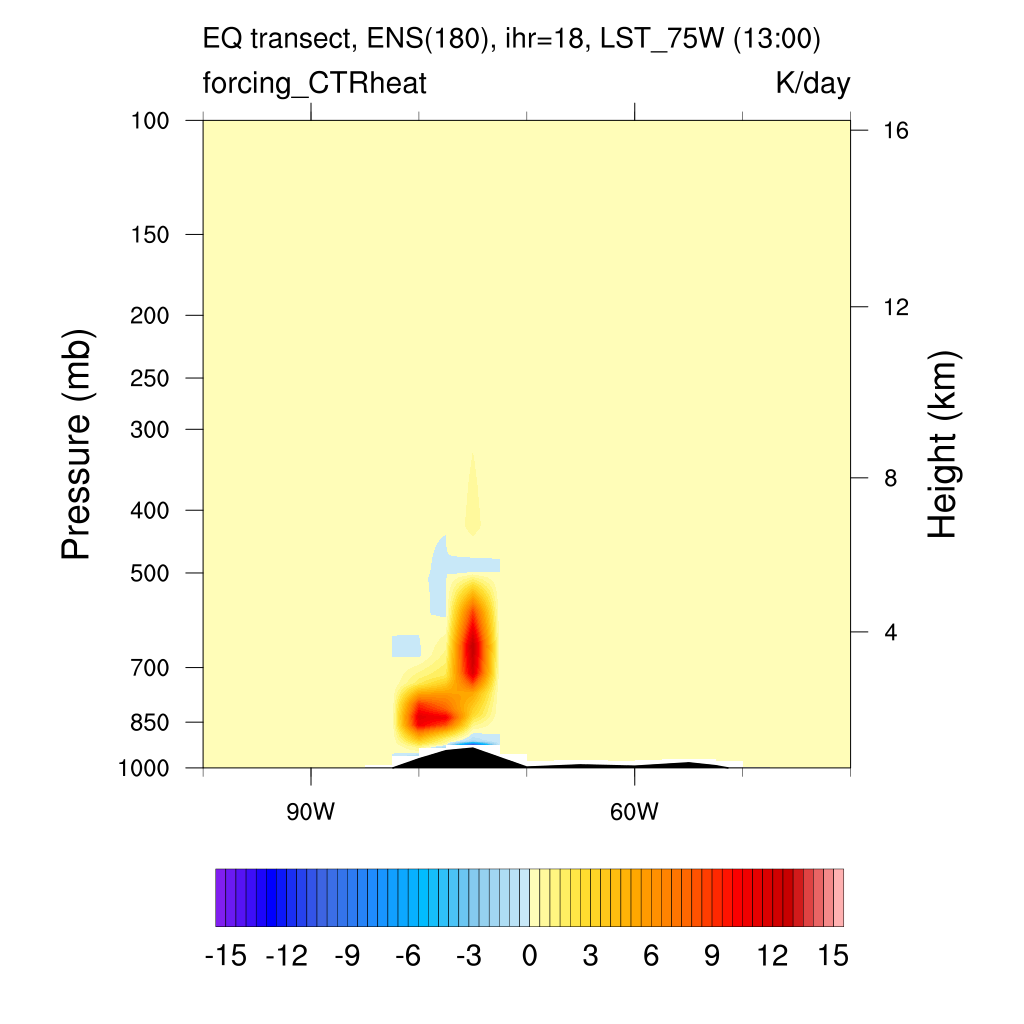 EQ transect, ENS(180), ihr=18, LST_75W (13:00)
forcing_CTRheat K/day
100
150
200
250
300
400
500
700
850
1000
Pressure (mb)
16
12
8
4
Height (km)
90W 60W
-15 -12 -9 -6 -3 0 3 6 9 12 15